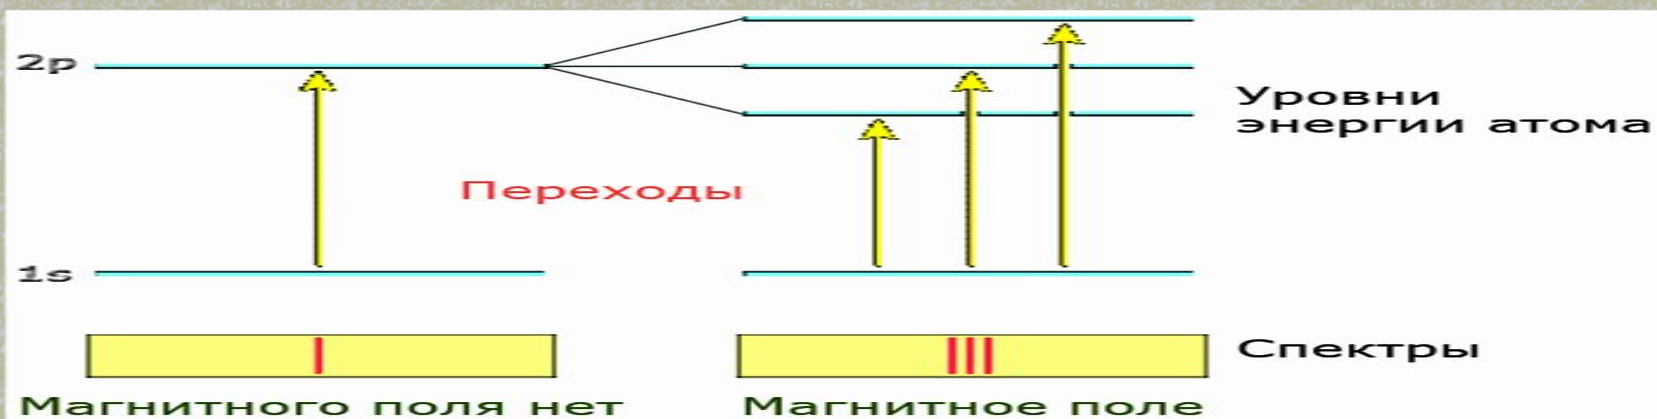 2p
Уровни
энергии атома
Переходы
1s
Спектры
Магнитного поля нет
Магнитное поле